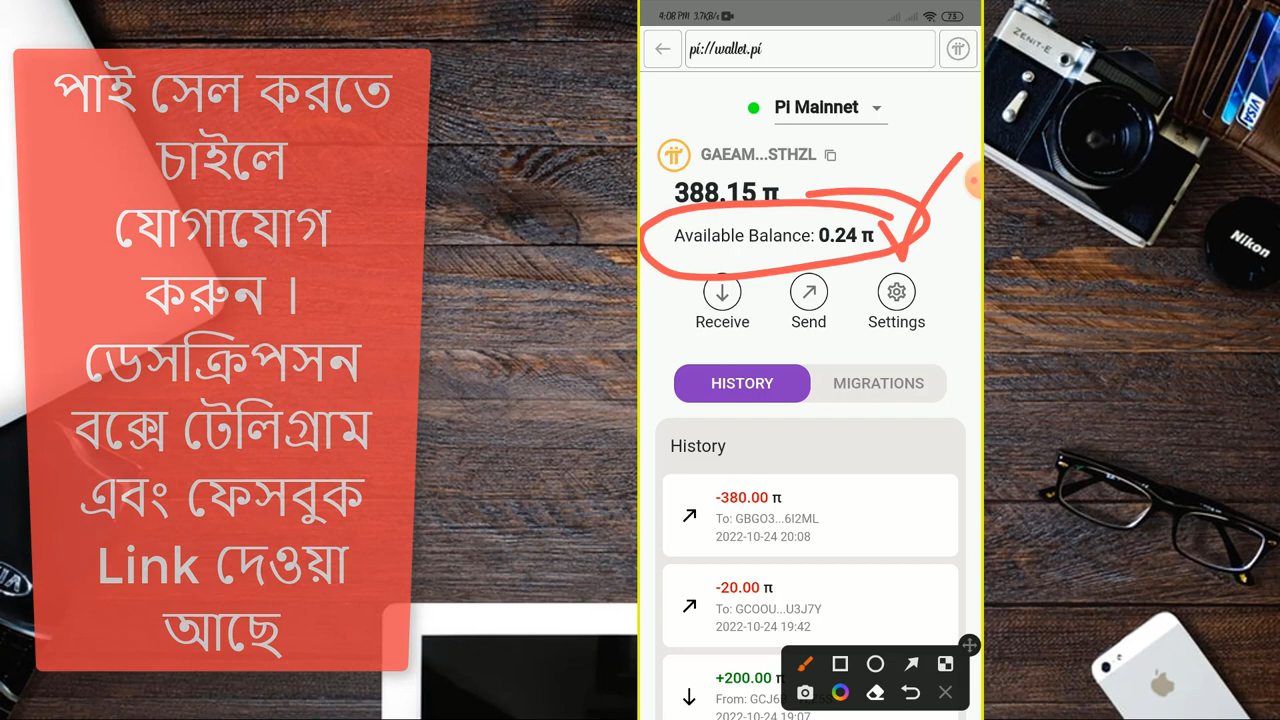 পাই সেল করতে
চাইলে
যোগাযোগ
করুন ।
ডেসক্রিপসন
বক্সে টেলিগ্রাম
এবং ফেসবুক
Link দেওয়া
আছে
4:08 PM 3.7KB/s
73
pi://wallet.pi
PI Mainnet
GAEAM...STHZL
388.15 π
Available Balance: 0.24 π
Receive Send Settings
HISTORY MIGRATIONS
History
-380.00 π
To: GBGO3...6I2ML
2022-10-24 20:08
-20.00 π
To: GCOOU...U3J7Y
2022-10-24 19:42
+200.00 π
From: GCJ6
2022-10-24 19:07
ZENIT-E
VISA
Nikon